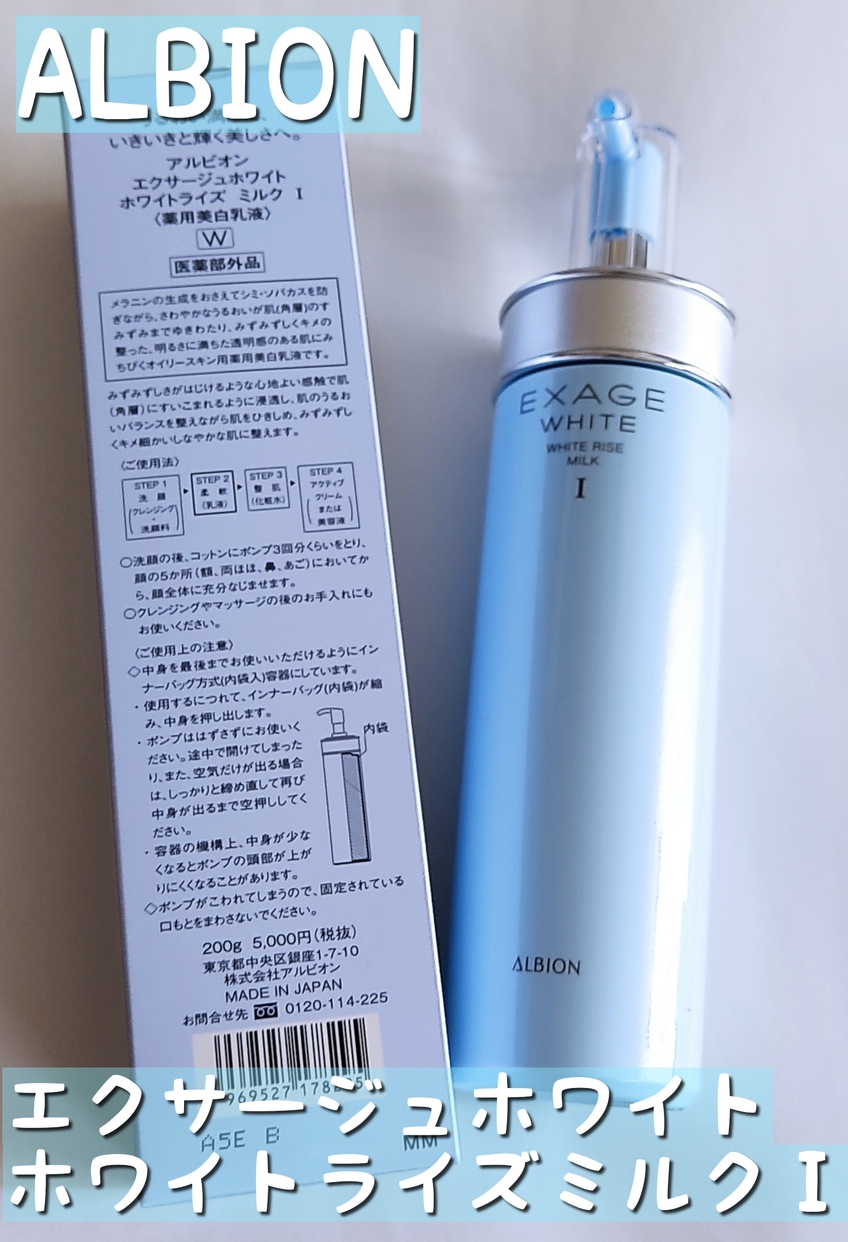 ALBION
いきいきと輝く美しさへ。
アルビオン
エクサージュホワイト
ホワイトライズ ミルク I
〈薬用美白乳液〉
W
医薬部外品
メラニンの生成をおさえてシミ・ソバカスを防
ぎながら、さわやかなうるおいが肌(角層)のす
みずみまでゆきわたり、みずみずしくキメの
整った、明るさに満ちた透明感のある肌にみ
ちびくオイリースキン用薬用美白乳液です。
みずみずしさがはじけるような心地よい感触で肌
(角層)にすいこまれるように浸透し、肌のうるお
いバランスを整えながら肌をひきしめ、みずみずし
くキメ細かいしなやかな肌に整えます。
〈ご使用法〉
STEP 1
洗顔
クレンジング
・
洗顔料
STEP 2
柔軟
(乳液)
STEP 3
整肌
(化粧水)
STEP 4
アクティブ
クリーム
または
美容液
○洗顔の後、コットンにポンプ3回分くらいをとり、
顔の5か所(額、両ほほ、鼻、あご)においてか
ら、顔全体に充分なじませます。
○クレンジングやマッサージの後のお手入れにも
お使いください。
〈ご使用上の注意〉
◇中身を最後までお使いいただけるようにイン
ナーバッグ方式(内袋入)容器にしています。
・使用するにつれて、インナーバッグ(内袋)が縮
み、中身を押し出します。
・ポンプははずさずにお使いく
ださい。途中で開けてしまった
り、また、空気だけが出る場合
は、しっかりと締め直して再び
中身が出るまで空押ししてく
ださい。
・容器の機構上、中身が少な
くなるとポンプの頭部が上が
りにくくなることがあります。
内袋
◇ポンプがこわれてしまうので、固定されている
口もとをまわさないでください。
200g 5,000円(税抜)
東京都中央区銀座1-7-10
株式会社アルビオン
MADE IN JAPAN
お問合せ先 0120-114-225
A5E B
MM
EXAGE
WHITE
WHITE RISE
MILK
I
ALBION
エクサージュホワイト
ホワイトライズミルクI